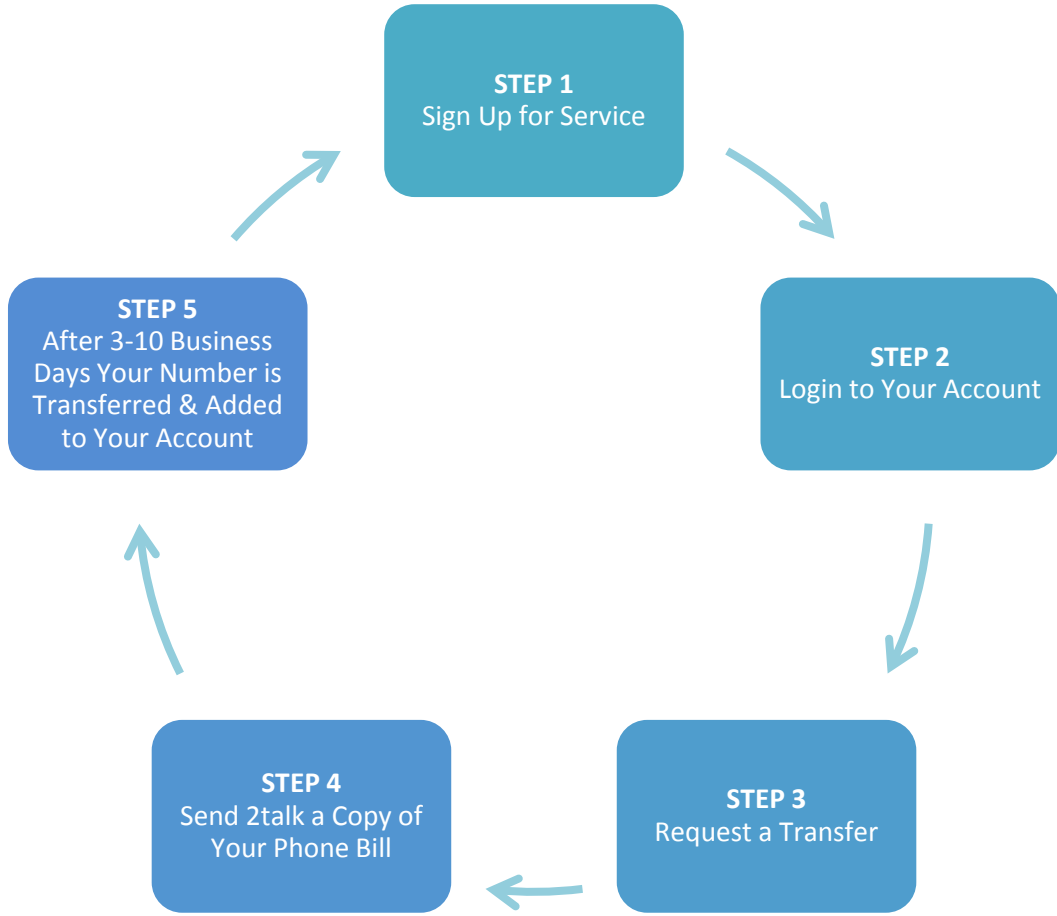 STEP 1
Sign Up for Service
STEP 2
Login to Your Account
STEP 3
Request a Transfer
STEP 4
Send 2talk a Copy of
Your Phone Bill
STEP 5
After 3-10 Business
Days Your Number is
Transferred & Added
to Your Account